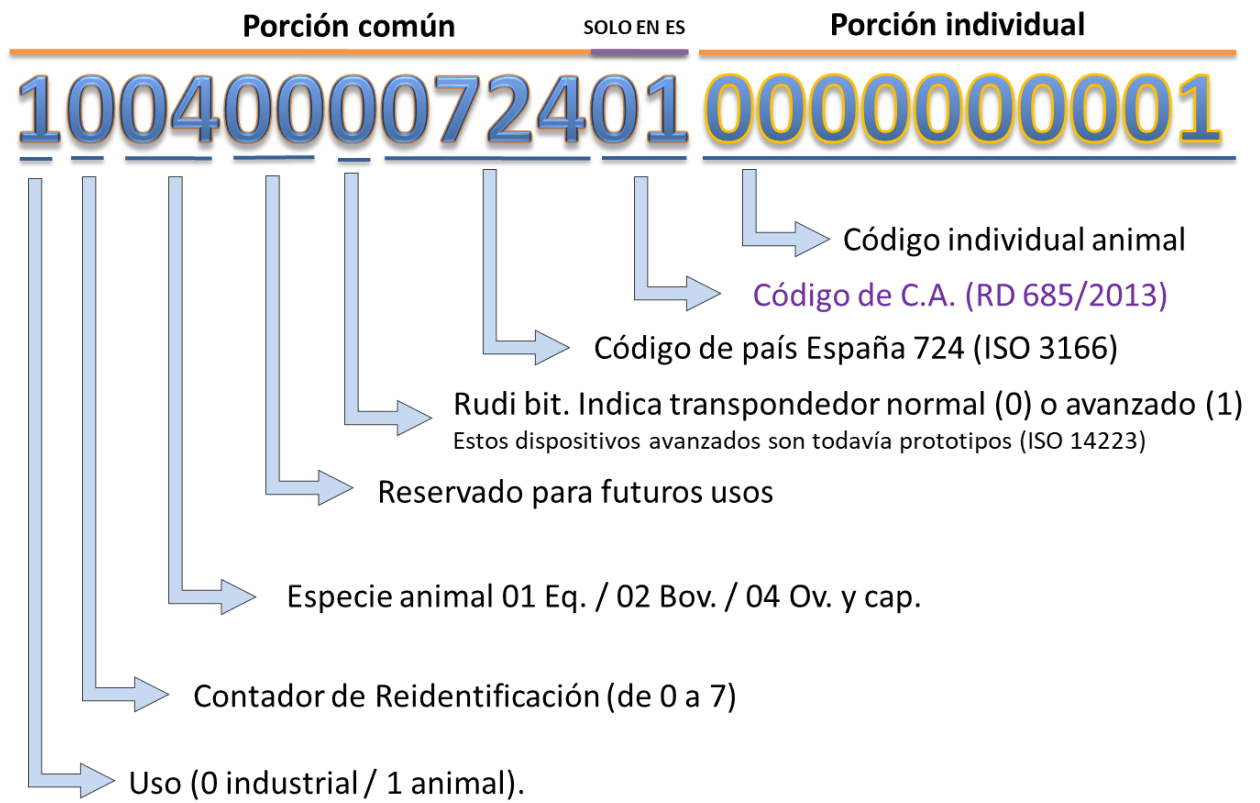 Porción común SOLO EN ES Porción individual
1004000072401 0000000001
Código individual animal
Código de C.A. (RD 685/2013)
Código de país España 724 (ISO 3166)
Rudi bit. Indica transpondedor normal (0) o avanzado (1)
Estos dispositivos avanzados son todavía prototipos (ISO 14223)
Reservado para futuros usos
Especie animal 01 Eq. / 02 Bov. / 04 Ov. y cap.
Contador de Reidentificación (de 0 a 7)
Uso (0 industrial / 1 animal).